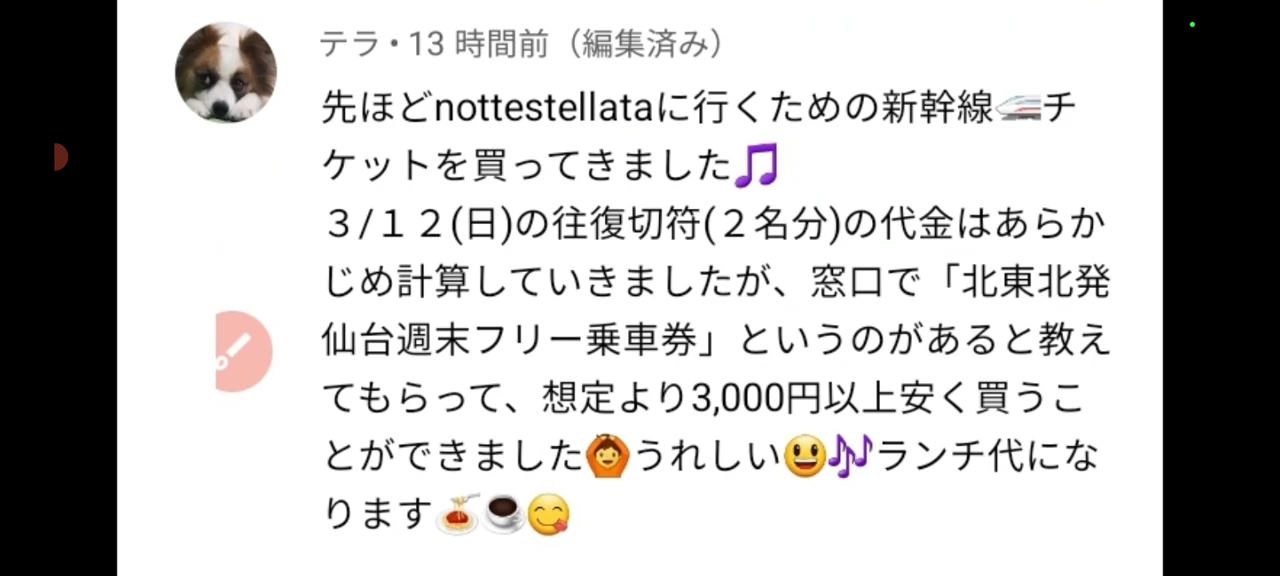 テラ • 13 時間前（編集済み）
先ほどnottestellataに行くための新幹線🚄チ
ケットを買ってきました🎵
３/１２(日)の往復切符(２名分)の代金はあらか
じめ計算していきましたが、窓口で「北東北発
仙台週末フリー乗車券」というのがあると教え
てもらって、想定より3,000円以上安く買うこ
とができました🙆うれしい😃🎶ランチ代にな
ります🍝☕😋